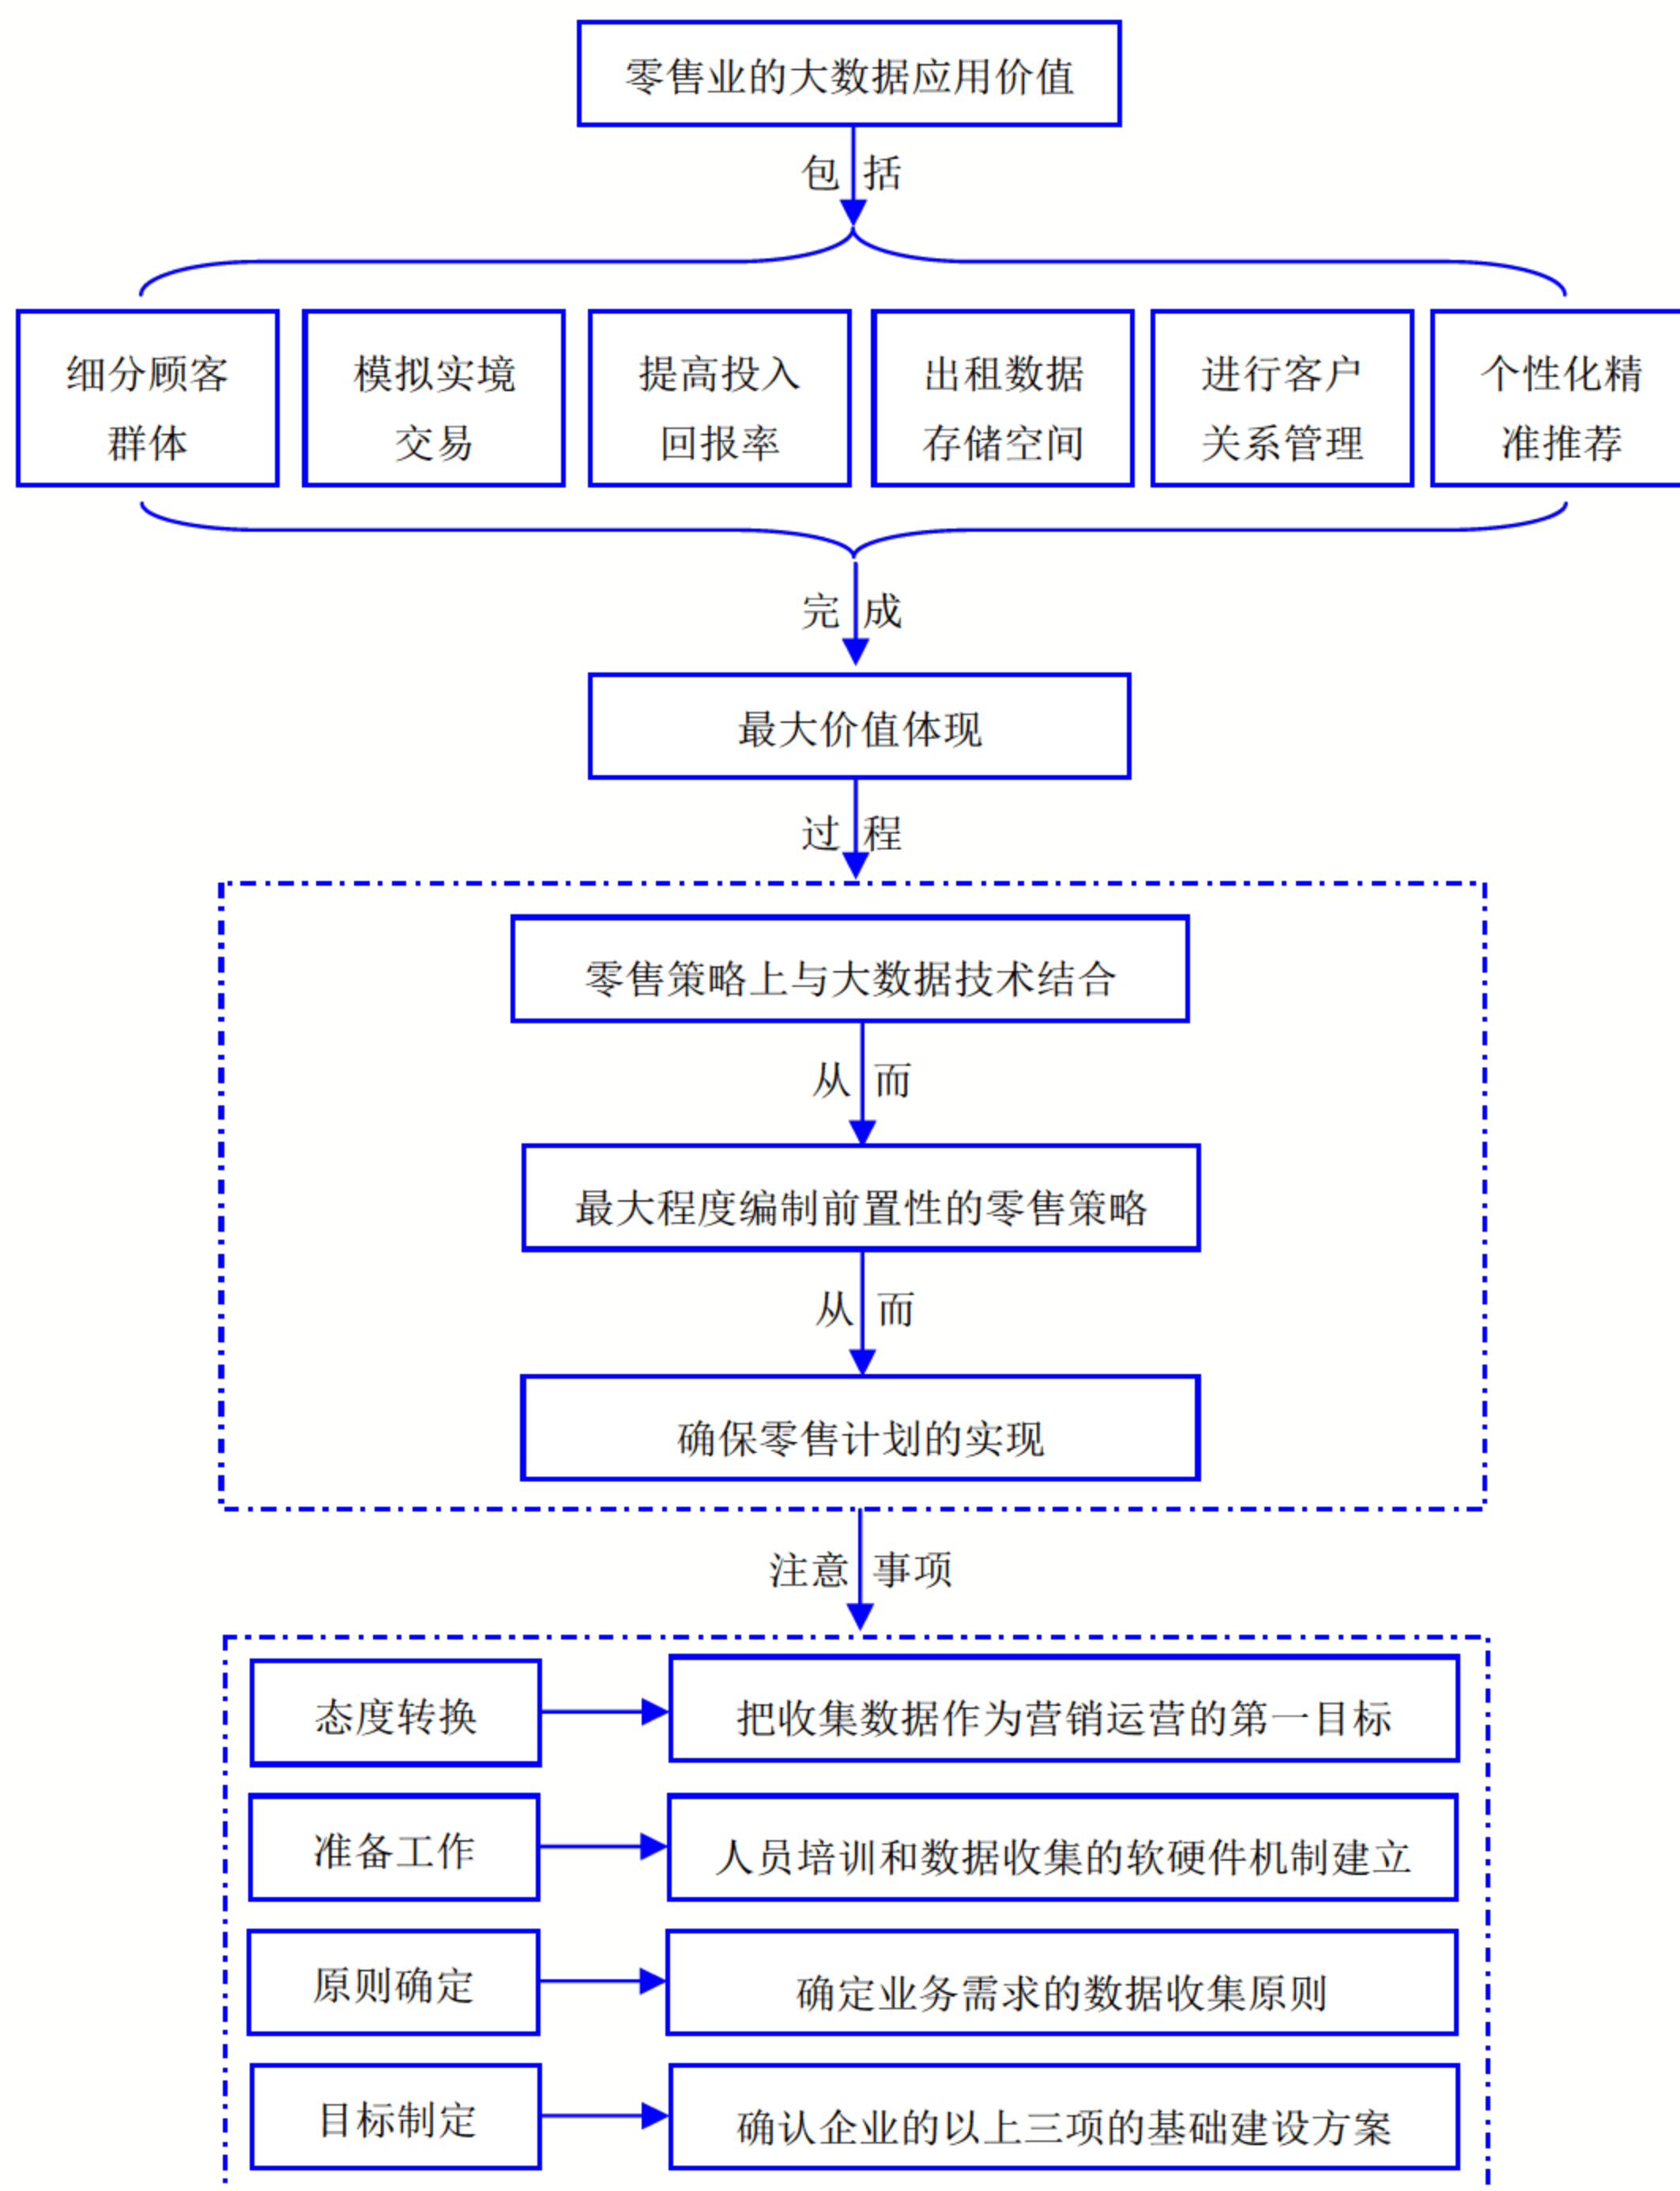 零售业的大数据应用价值
包括
细分顾客
群体
模拟实境
交易
提高投入
回报率
出租数据
存储空间
进行客户
关系管理
个性化精
准推荐
完成
最大价值体现
过程
零售策略上与大数据技术结合
从而
最大程度编制前置性的零售策略
从而
确保零售计划的实现
注意事项
态度转换
把收集数据作为营销运营的第一目标
准备工作
人员培训和数据收集的软硬件机制建立
原则确定
确定业务需求的数据收集原则
目标制定
确认企业的以上三项的基础建设方案